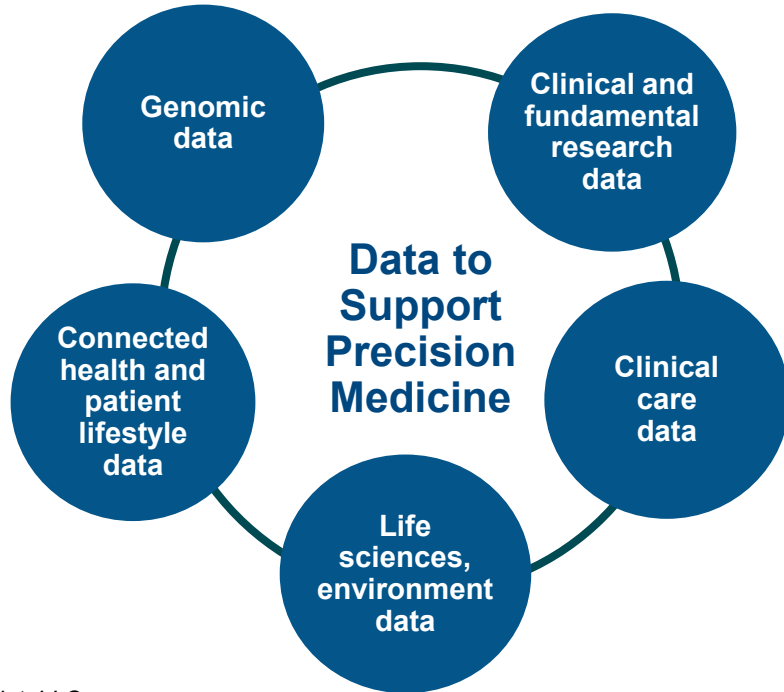 Genomic
data
Clinical and
fundamental
research
data
Data to
Support
Precision
Medicine
Connected
health and
patient
lifestyle
data
Clinical
care
data
Life
sciences,
environment
data